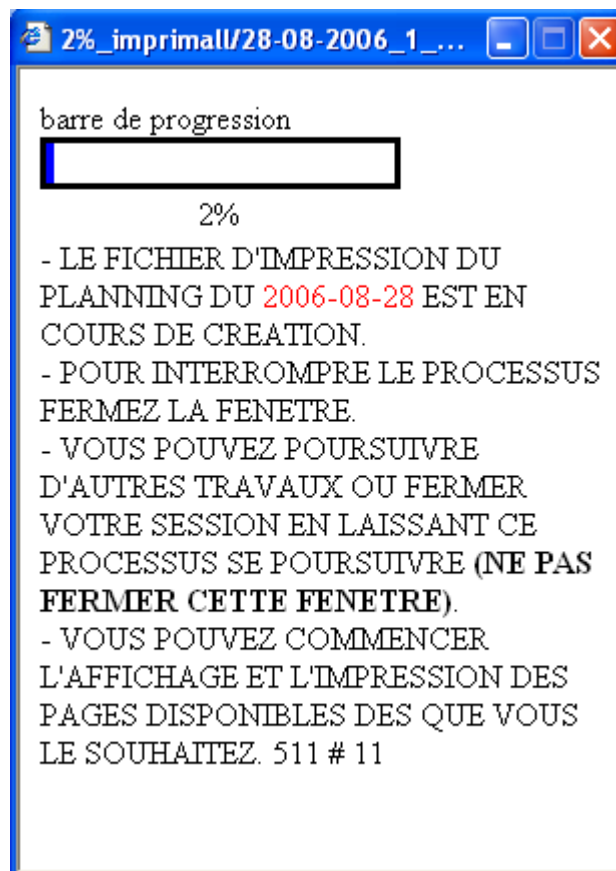 2%_imprimall/28-08-2006_1_...
barre de progression
2%
- LE FICHIER D'IMPRESSION DU
PLANNING DU 2006-08-28 EST EN
COURS DE CREATION.
- POUR INTERROMPRE LE PROCESSUS
FERMEZ LA FENETRE.
- VOUS POUVEZ POURSUIVRE
D'AUTRES TRAVAUX OU FERMER
VOTRE SESSION EN LAISSANT CE
PROCESSUS SE POURSUIVRE (NE PAS
FERMER CETTE FENETRE).
- VOUS POUVEZ COMMENCER
L'AFFICHAGE ET L'IMPRESSION DES
PAGES DISPONIBLES DES QUE VOUS
LE SOUHAITEZ. 511 # 11